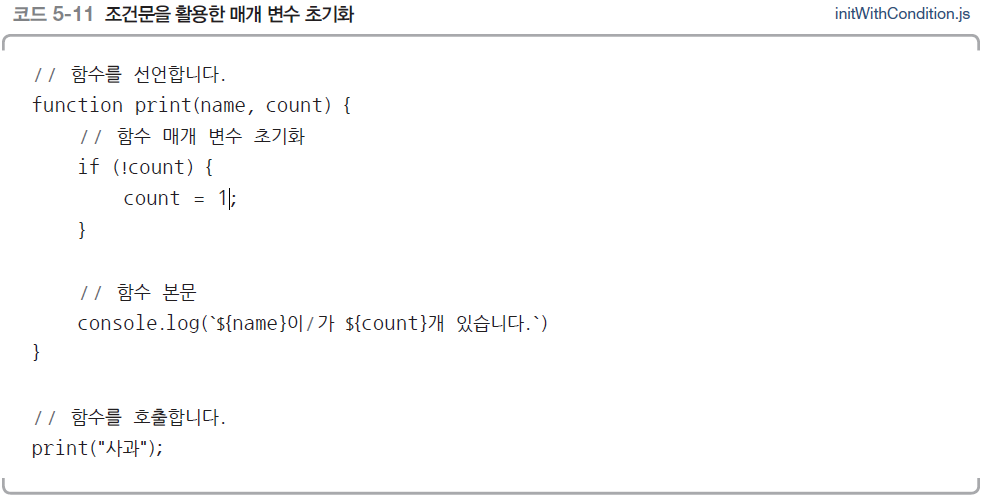 코드 5-11 조건문을 활용한 매개 변수 초기화 initWithCondition.js
// 함수를 선언합니다.
function print(name, count) {
// 함수 매개 변수 초기화
if (!count) {
count = 1;
}
// 함수 본문
console.log(`${name}이/가 ${count}개 있습니다.`)
}
// 함수를 호출합니다.
print("사과");